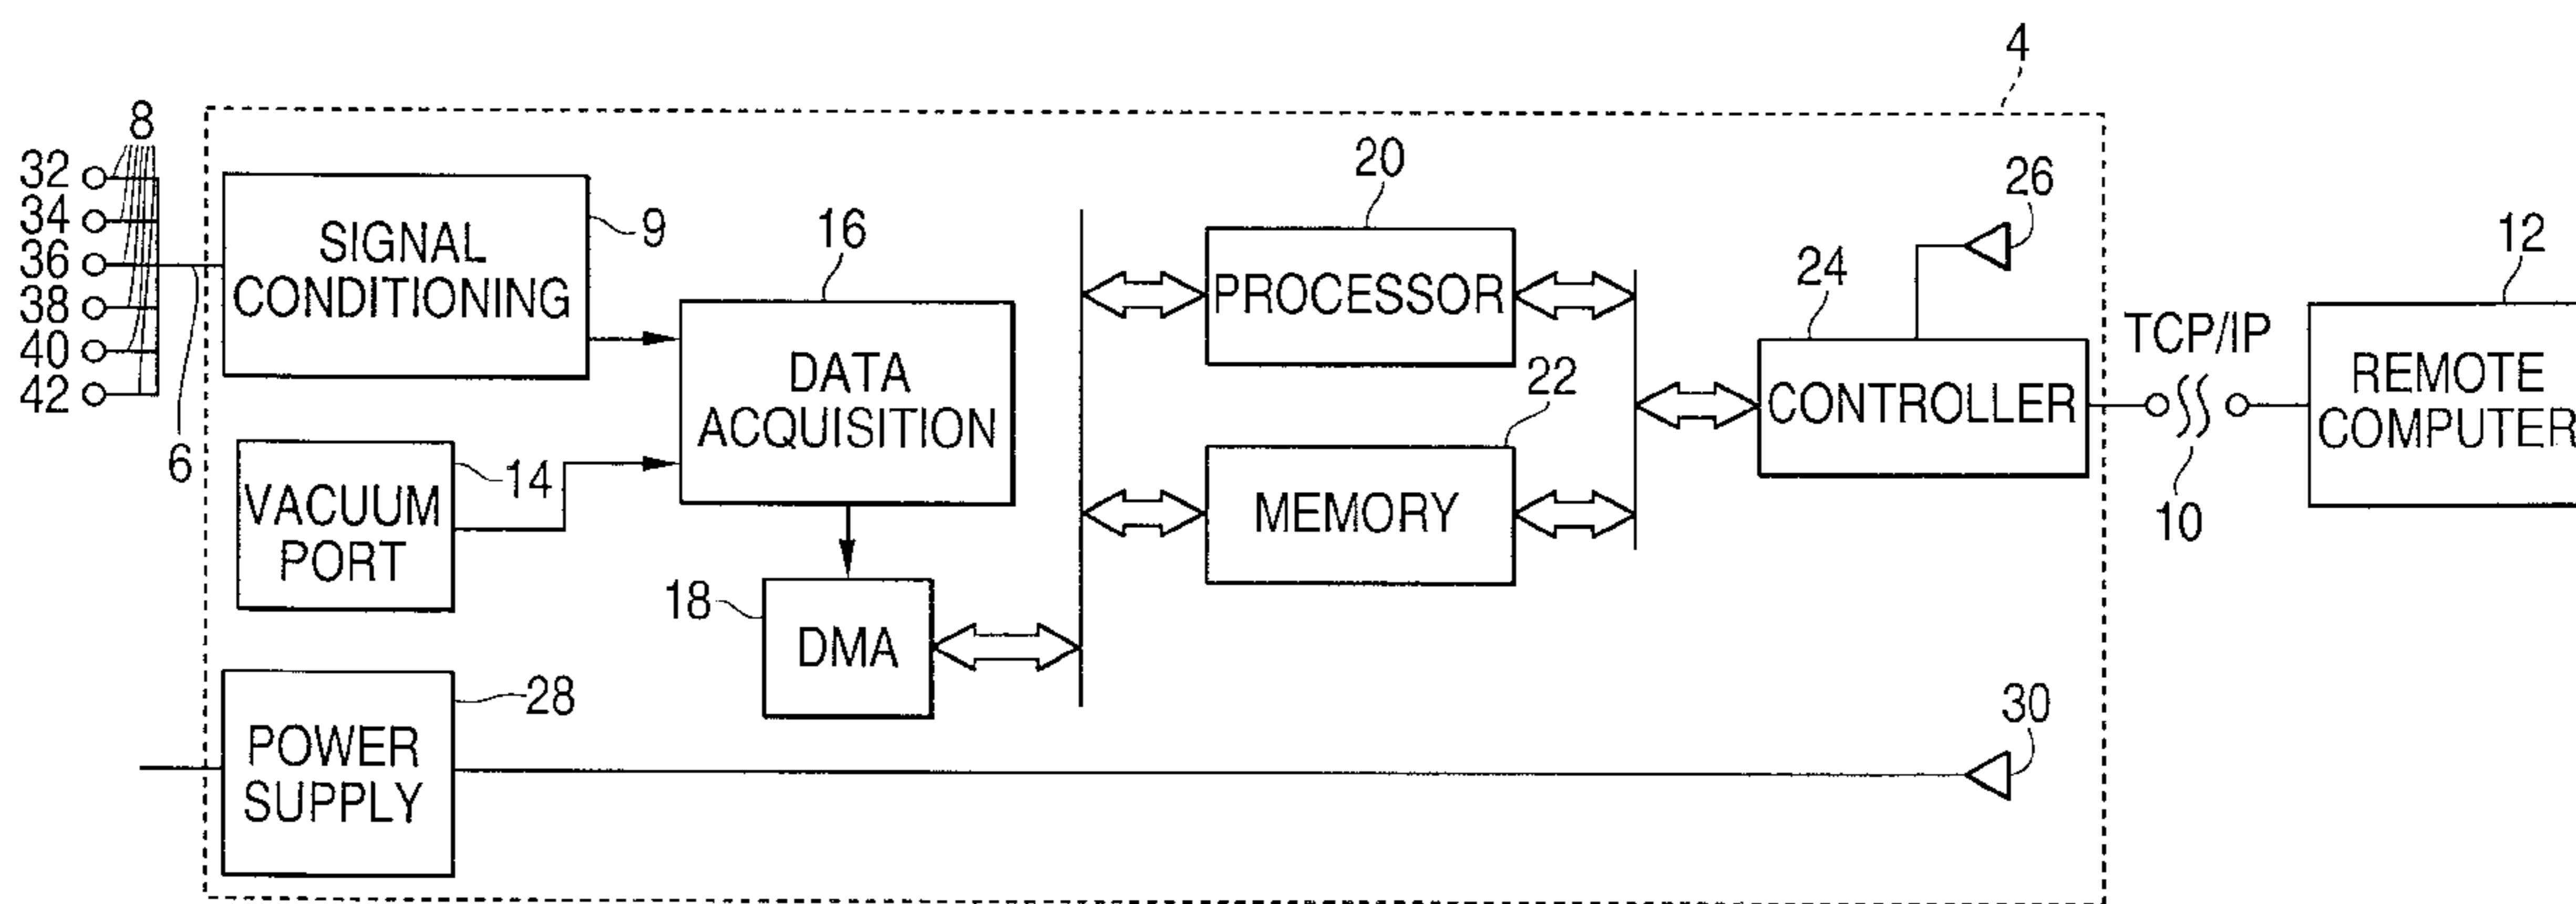 4
8
32
34
36
38
40
42
6
SIGNAL
CONDITIONING
9
VACUUM
PORT
14
POWER
SUPPLY
28
16
DATA
ACQUISITION
18
DMA
20
PROCESSOR
22
MEMORY
24
CONTROLLER
26
30
TCP/IP
10
12
REMOTE
COMPUTER